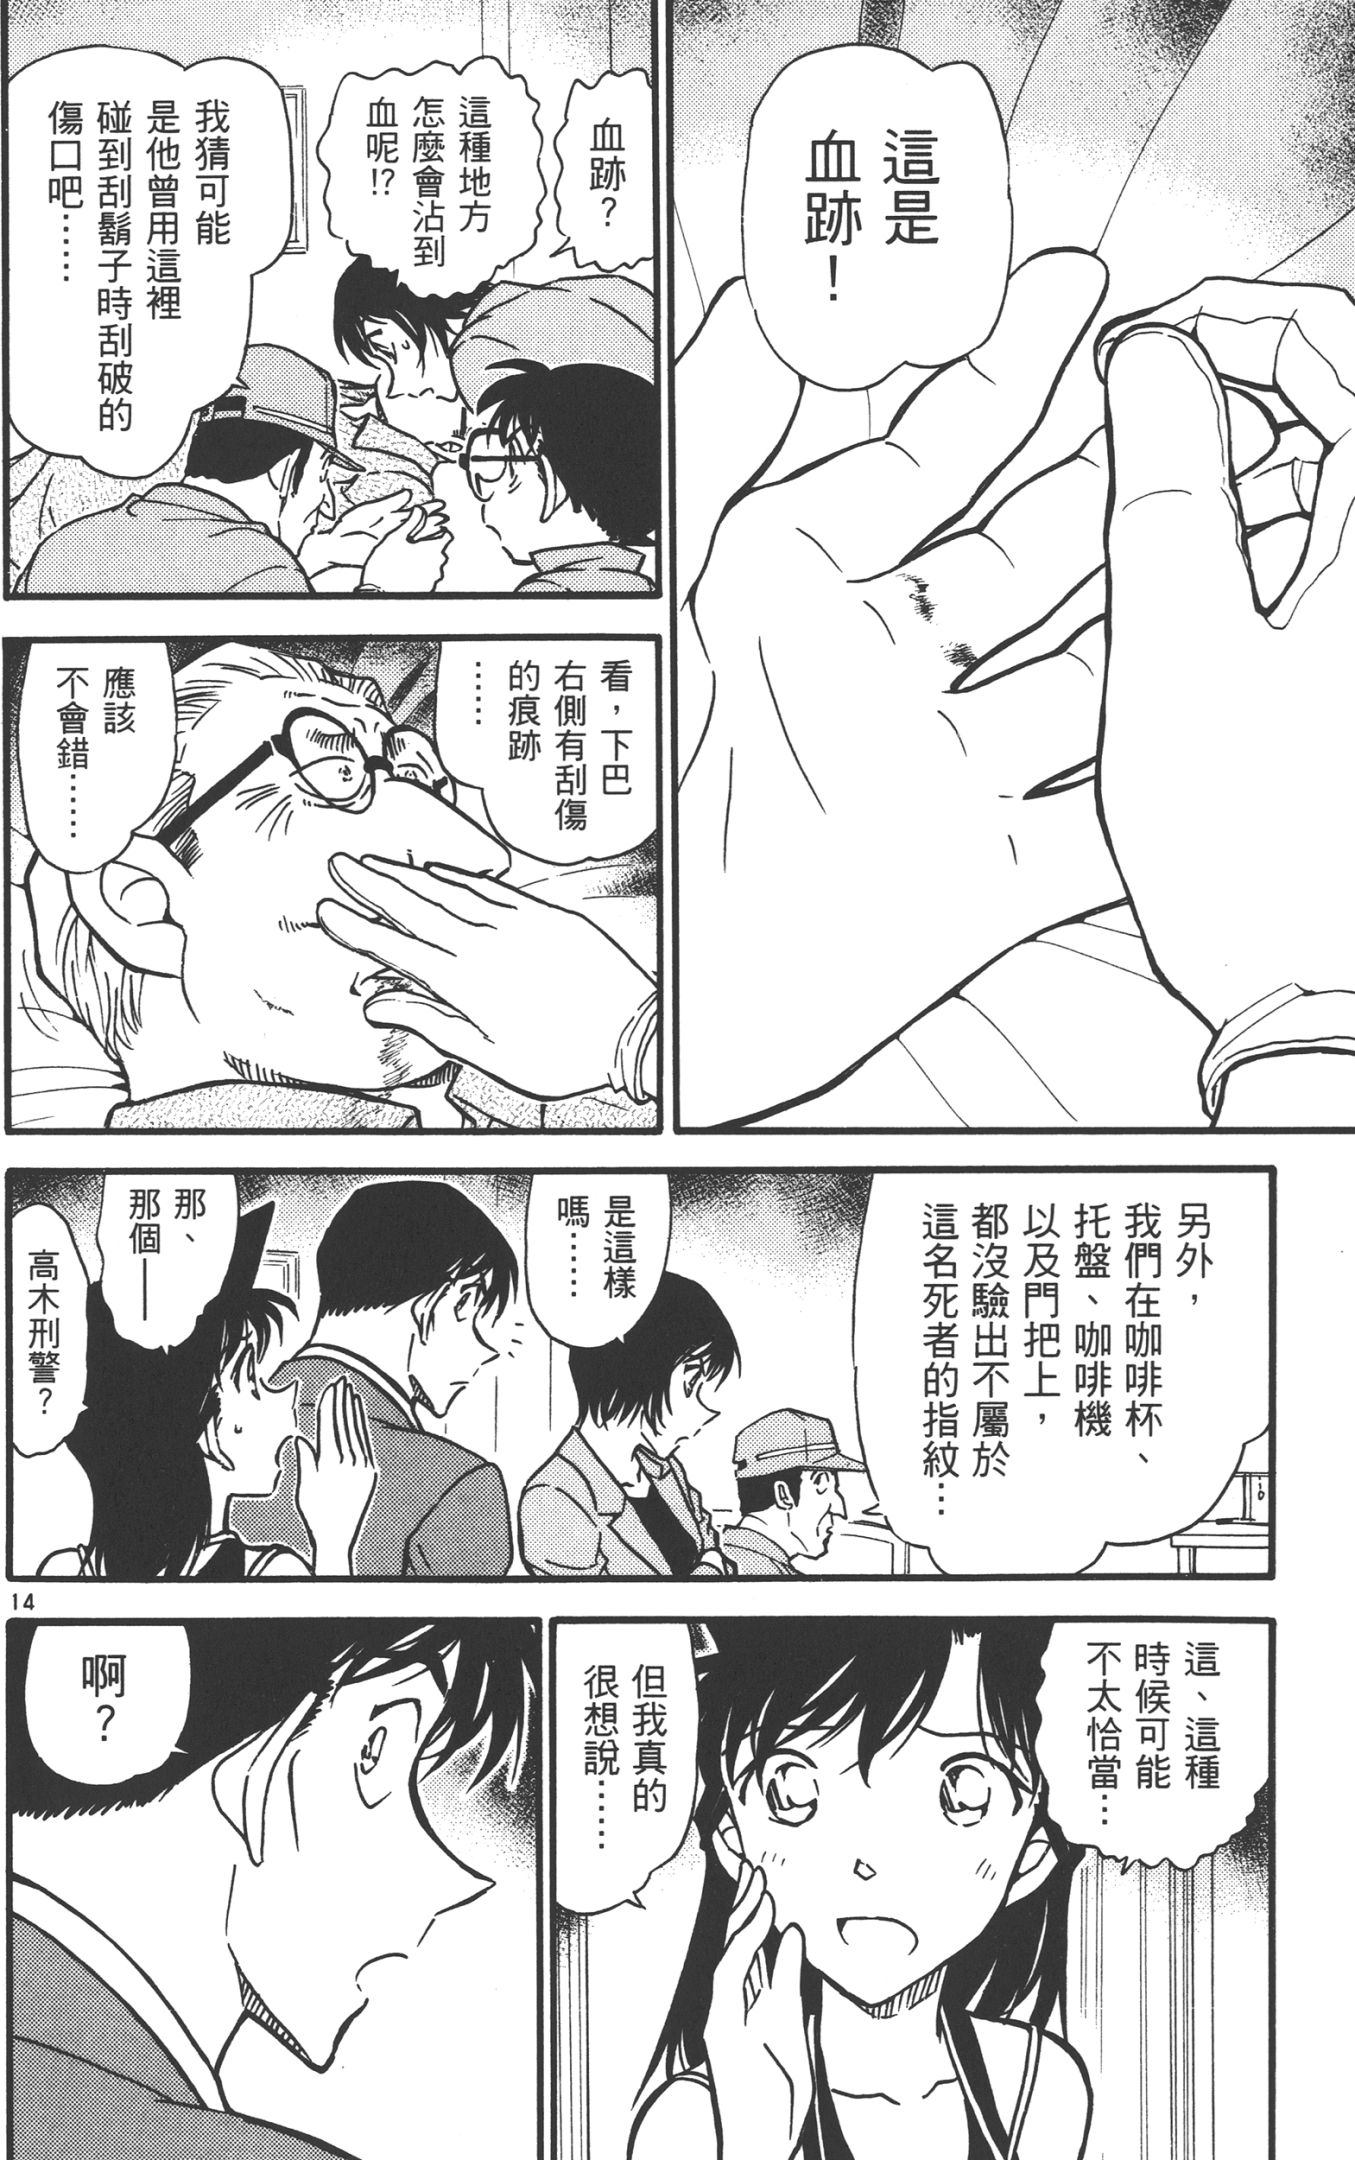 這是
血跡！
血跡？
這種地方
怎麼會沾到
血呢!?
我猜可能
是他曾用這裡
碰到刮鬍子時刮破的
傷口吧……
看，下巴
右側有刮傷
的痕跡
……
應該
不會錯……
另外，
我們在咖啡杯、
托盤、咖啡機
以及門把上，
都沒驗出不屬於
這名死者的指紋…
是這樣
嗎……
那、
那個——
高木刑警？
這、這種
時候可能
不太恰當…
但我真的
很想說……
啊？
14